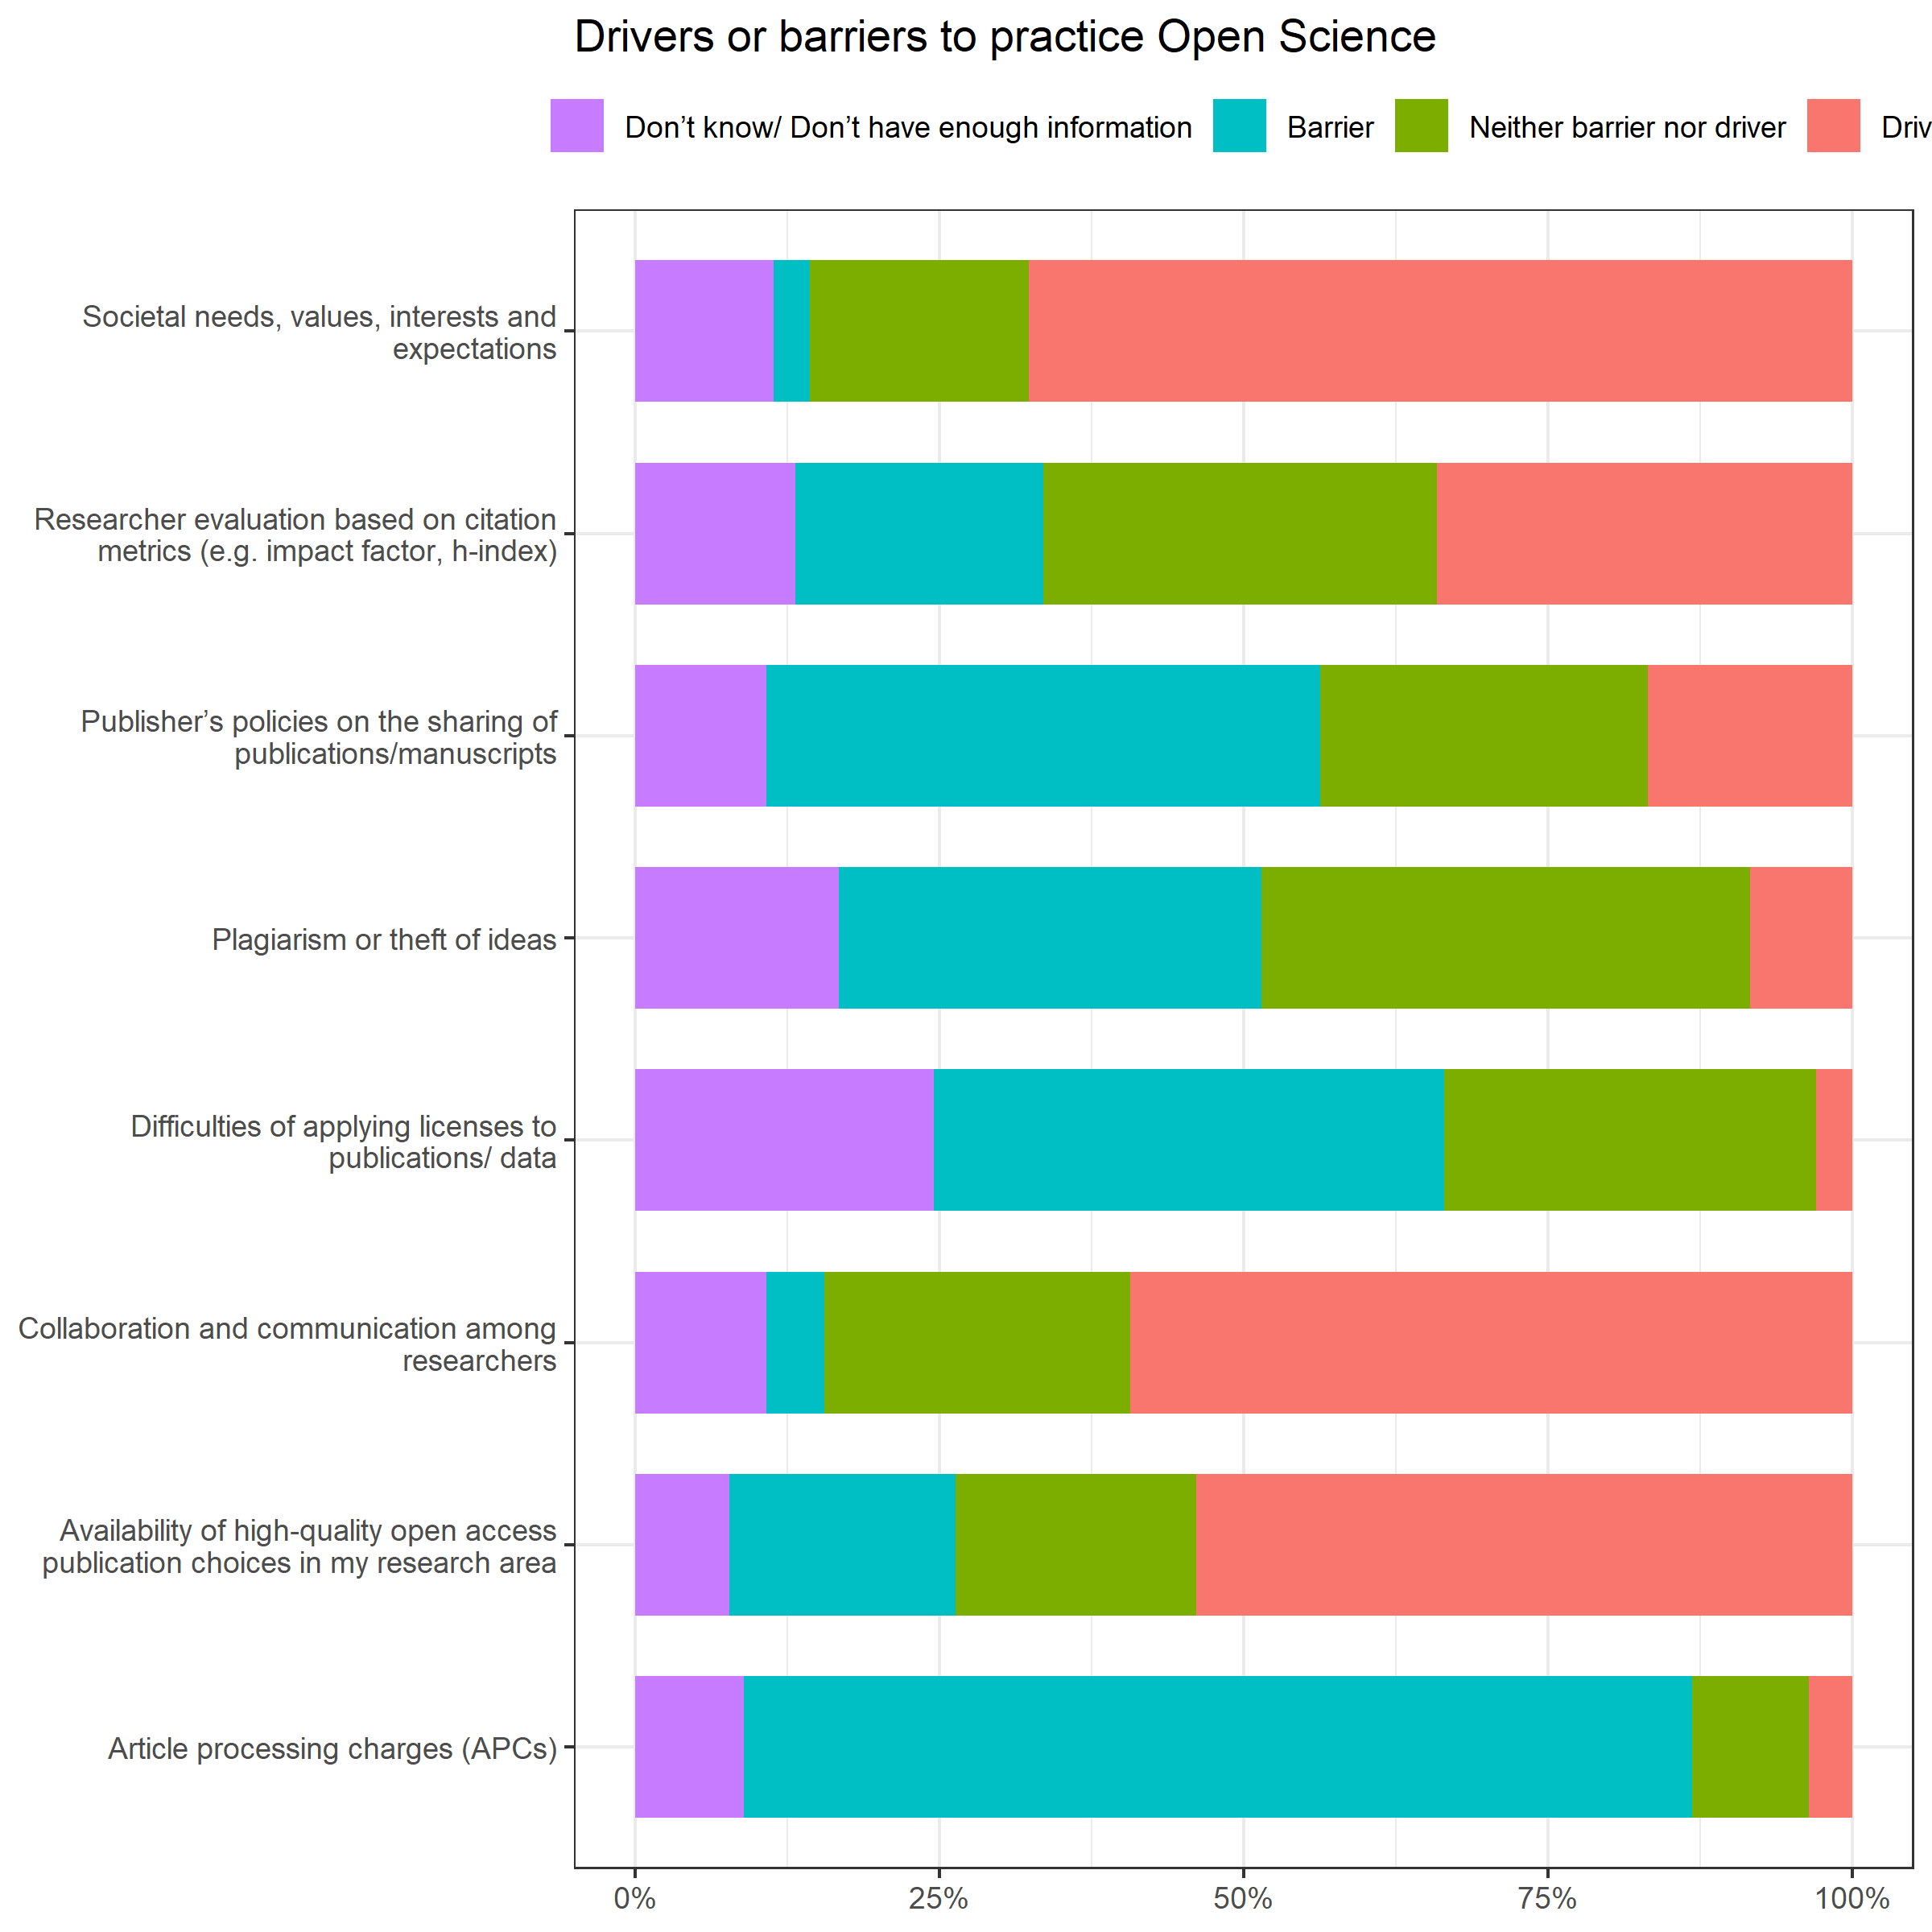 Drivers or barriers to practice Open Science
Don’t know/ Don’t have enough information Barrier Neither barrier nor driver Driv
Societal needs, values, interests and
expectations
Researcher evaluation based on citation
metrics (e.g. impact factor, h-index)
Publisher’s policies on the sharing of
publications/manuscripts
Plagiarism or theft of ideas
Difficulties of applying licenses to
publications/ data
Collaboration and communication among
researchers
Availability of high-quality open access
publication choices in my research area
Article processing charges (APCs)
0% 25% 50% 75% 100%